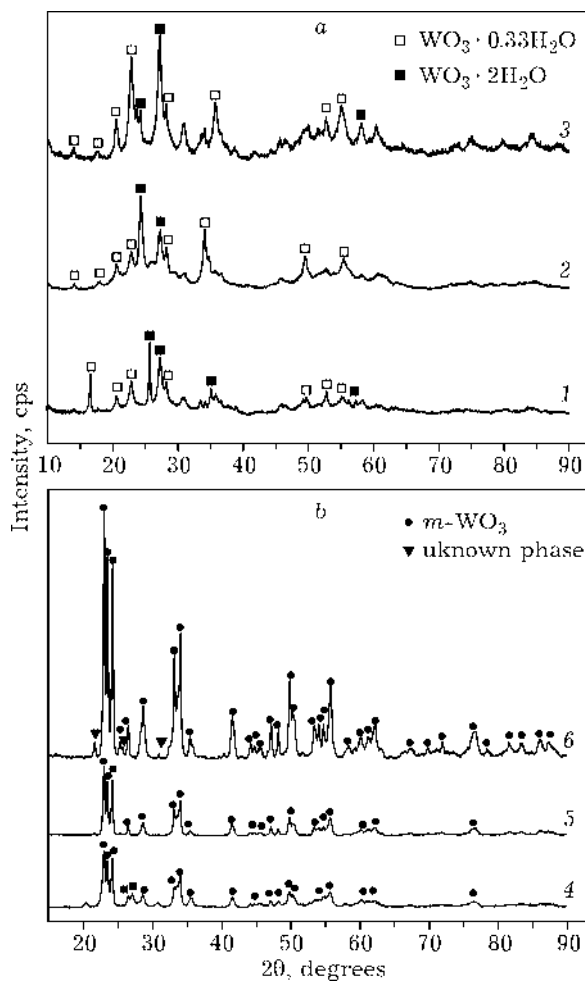 a
□ WO₃ · 0.33H₂O
■ WO₃ · 2H₂O
3
2
1
10 20 30 40 50 60 70 80 90
Intensity, cps
b
● m-WO₃
▼ uknown phase
6
5
4
20 30 40 50 60 70 80 90
2θ, degrees